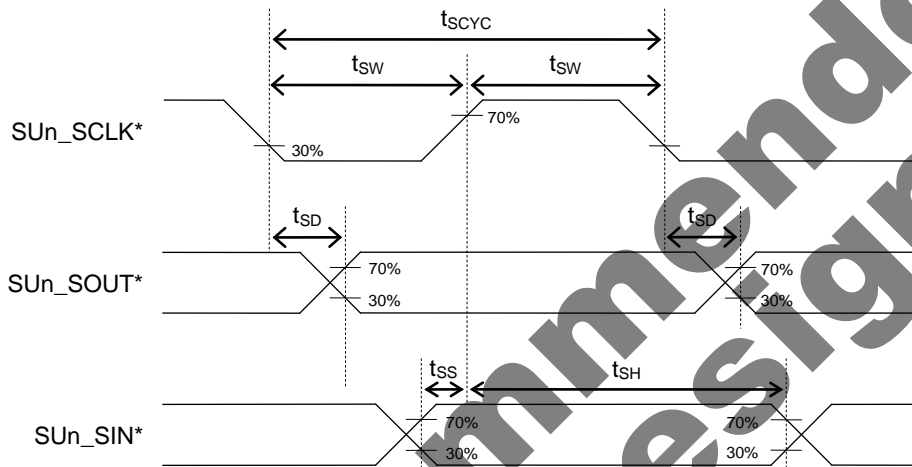 tSCYC
tSW tSW
SUn_SCLK*
30%
70%
tSD tSD
SUn_SOUT*
70% 70%
30% 30%
tSS tSH
SUn_SIN*
70% 70%
30% 30%